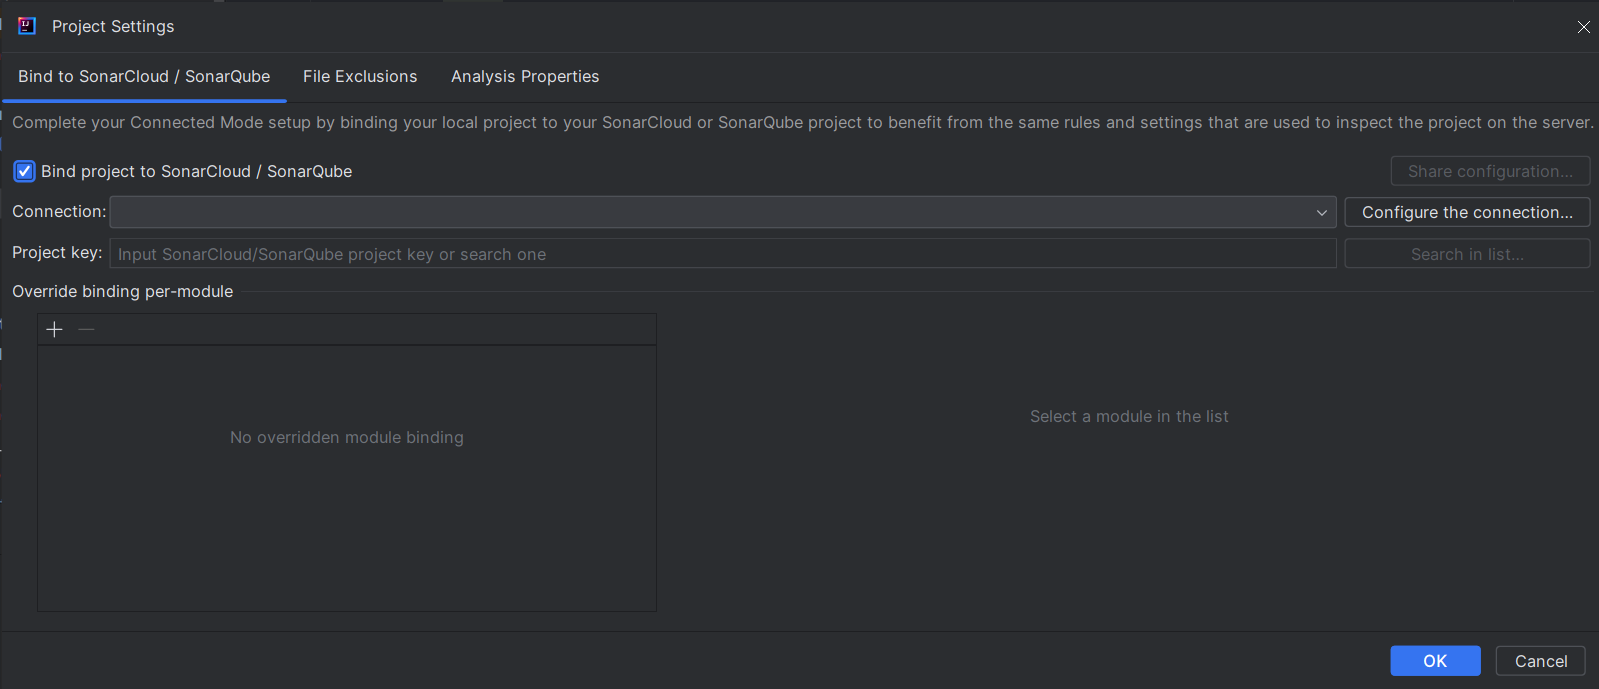 Project Settings
Bind to SonarCloud / SonarQube File Exclusions Analysis Properties
Complete your Connected Mode setup by binding your local project to your SonarCloud or SonarQube project to benefit from the same rules and settings that are used to inspect the project on the server.
Bind project to SonarCloud / SonarQube Share configuration...
Connection: Configure the connection...
Project key: Input SonarCloud/SonarQube project key or search one Search in list...
Override binding per-module
No overridden module binding
Select a module in the list
OK Cancel